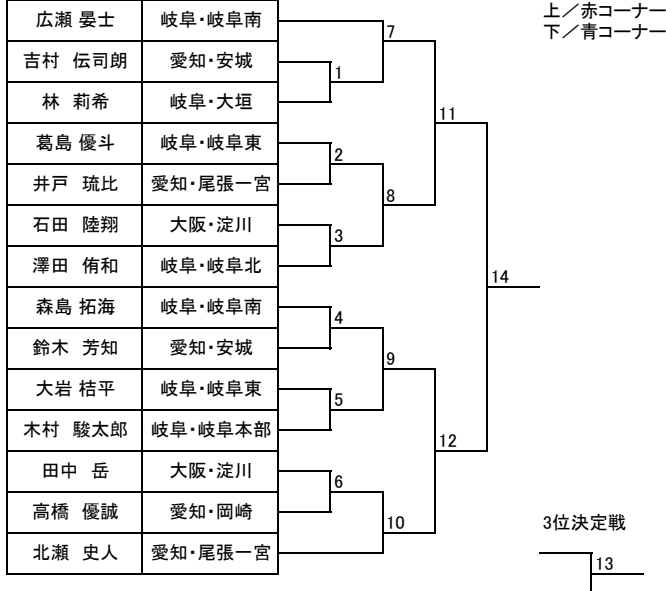 上／赤コーナー
下／青コーナー
広瀬 晏士 岐阜・岐阜南
吉村 伝司朗 愛知・安城
林 莉希 岐阜・大垣
葛島 優斗 岐阜・岐阜東
井戸 琉比 愛知・尾張一宮
石田 陸翔 大阪・淀川
澤田 侑和 岐阜・岐阜北
森島 拓海 岐阜・岐阜南
鈴木 芳知 愛知・安城
大岩 桔平 岐阜・岐阜東
木村 駿太郎 岐阜・岐阜本部
田中 岳 大阪・淀川
高橋 優誠 愛知・岡崎
北瀬 史人 愛知・尾張一宮
1
2
3
4
5
6
7
8
9
10
11
12
14
3位決定戦
13